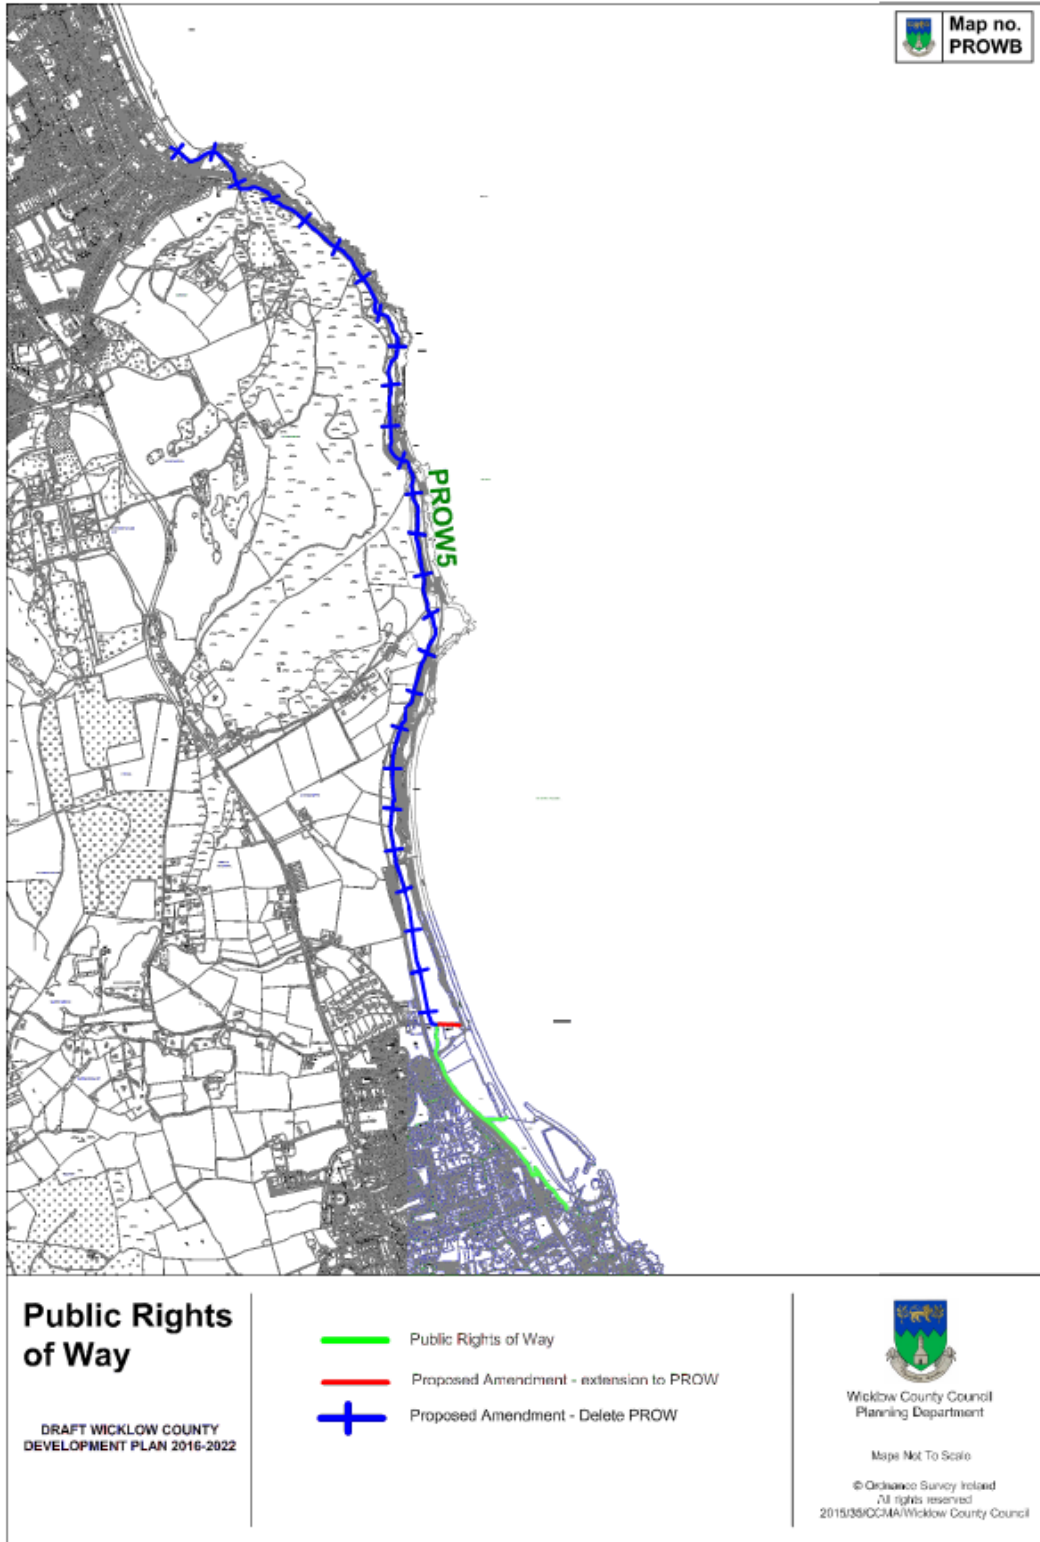 Map no.
PROWB
PROW5
Public Rights
of Way
DRAFT WICKLOW COUNTY
DEVELOPMENT PLAN 2016-2022
Public Rights of Way
Proposed Amendment - extension to PROW
Proposed Amendment - Delete PROW
Wicklow County Council
Planning Department
Maps Not To Scale
© Ordnance Survey Ireland
All rights reserved
2015/35/CCMA/Wicklow County Council